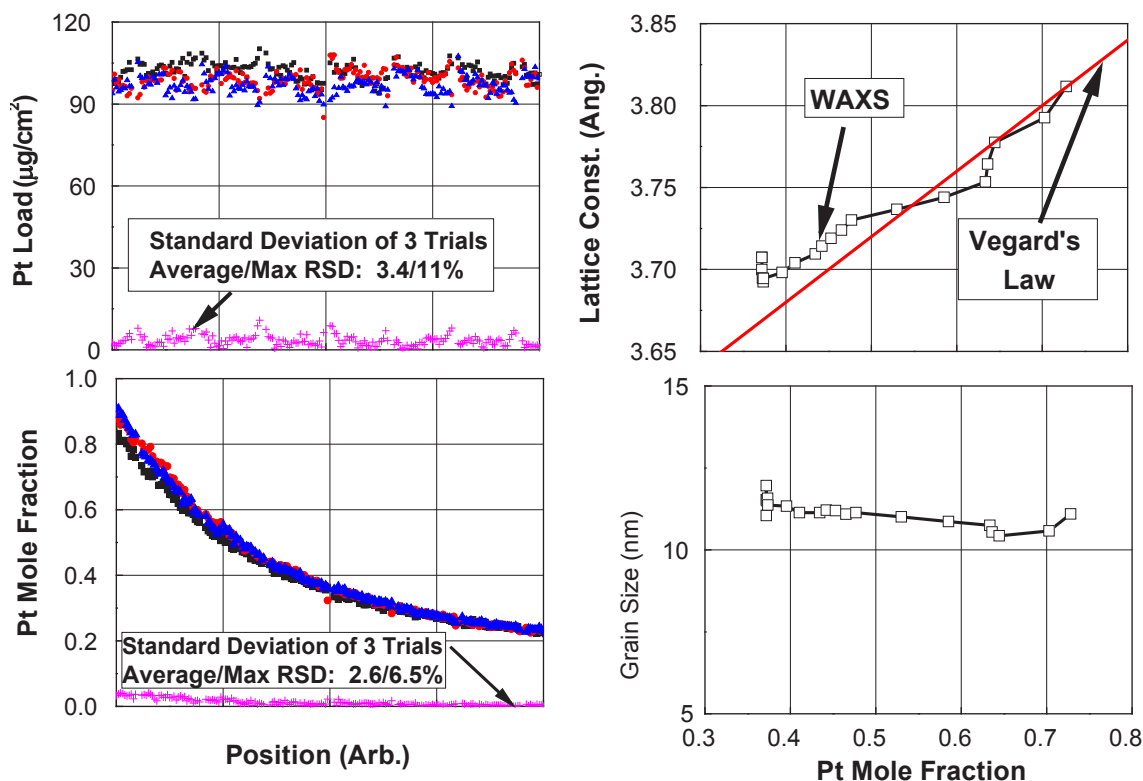 120
90
60
30
0
Pt Load (µg/cm²)
Standard Deviation of 3 Trials
Average/Max RSD: 3.4/11%
3.85
3.80
3.75
3.70
3.65
Lattice Const. (Ang.)
WAXS
Vegard's
Law
1.0
0.8
0.6
0.4
0.2
0.0
Pt Mole Fraction
Standard Deviation of 3 Trials
Average/Max RSD: 2.6/6.5%
Position (Arb.)
15
10
5
Grain Size (nm)
0.3 0.4 0.5 0.6 0.7 0.8
Pt Mole Fraction